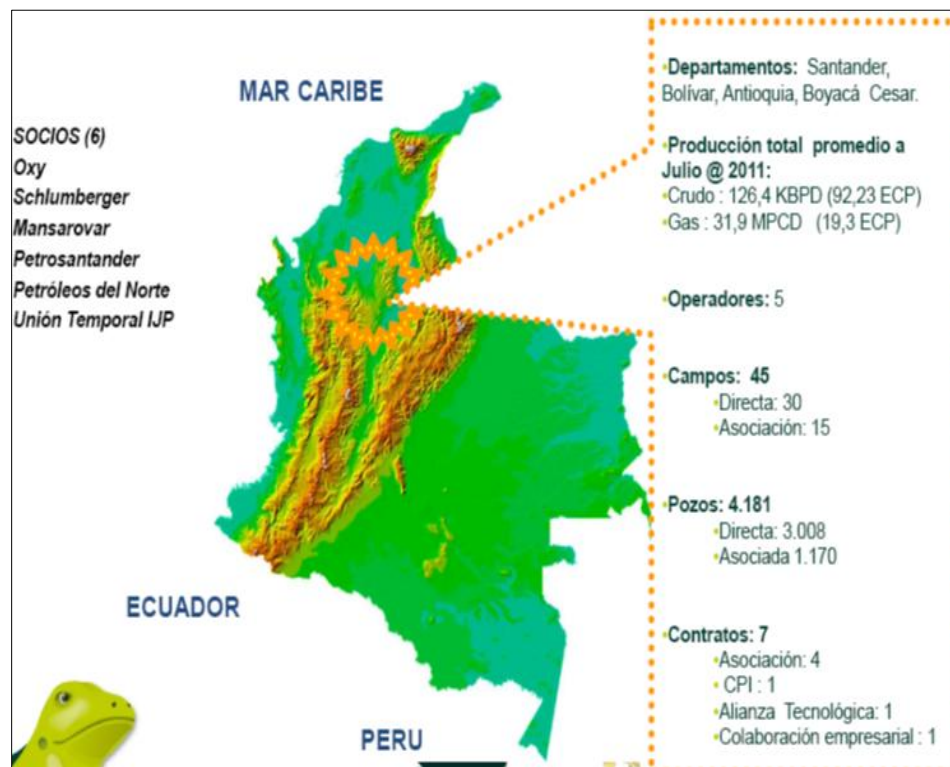 MAR CARIBE
SOCIOS (6)
Oxy
Schlumberger
Mansarovar
Petrosantander
Petróleos del Norte
Unión Temporal IJP
ECUADOR
PERU
•Departamentos: Santander,
Bolívar, Antioquia, Boyacá Cesar.
•Producción total promedio a
Julio @ 2011:
•Crudo : 126,4 KBPD (92,23 ECP)
•Gas : 31,9 MPCD (19,3 ECP)
•Operadores: 5
•Campos: 45
•Directa: 30
•Asociación: 15
•Pozos: 4.181
•Directa: 3.008
•Asociada 1.170
•Contratos: 7
•Asociación: 4
•CPI : 1
•Alianza Tecnológica: 1
•Colaboración empresarial : 1